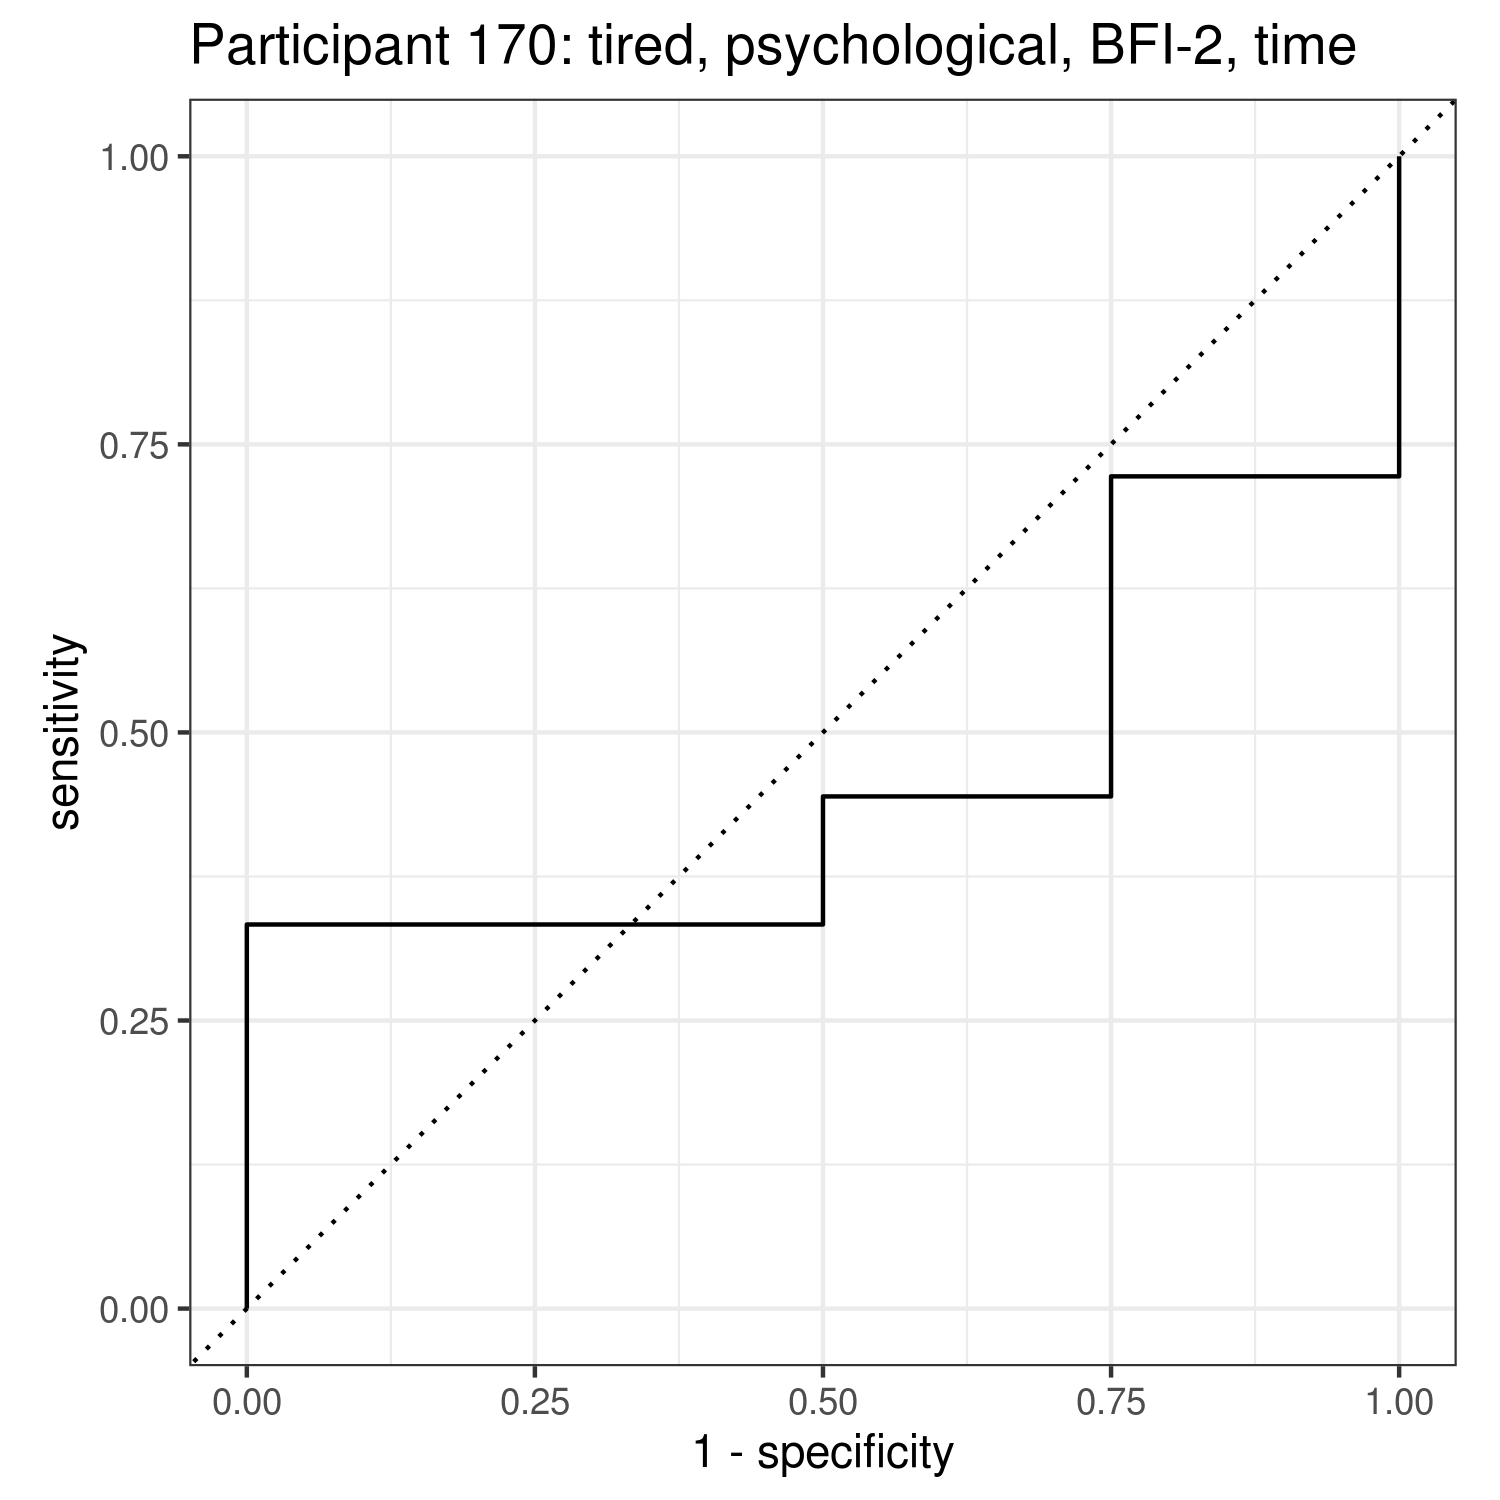 Participant 170: tired, psychological, BFI-2, time
1.00
0.75
0.50
0.25
0.00
sensitivity
0.00 0.25 0.50 0.75 1.00
1 - specificity